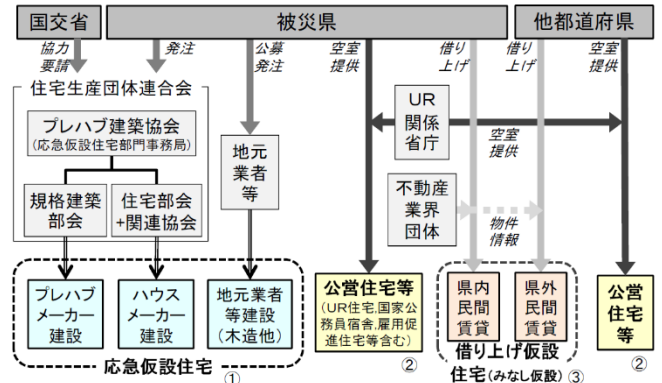 国交省
被災県
他都道府県
協力
要請
発注
公募
発注
空室
提供
借り
上げ
借り
上げ
空室
提供
住宅生産団体連合会
プレハブ建築協会
(応急仮設住宅部門事務局)
規格建築
部会
住宅部会
+関連協会
地元
業者
等
UR
関係
省庁
空室
提供
不動産
業界
団体
物件
情報
プレハブ
メーカー
建設
ハウス
メーカー
建設
地元業者
等建設
(木造他)
公営住宅等
(UR住宅,国家公
務員宿舎,雇用促
進住宅等含む)
県内
民間
賃貸
県外
民間
賃貸
公営
住宅
等
応急仮設住宅
①
②
借り上げ仮設
住宅(みなし仮設)
③
②